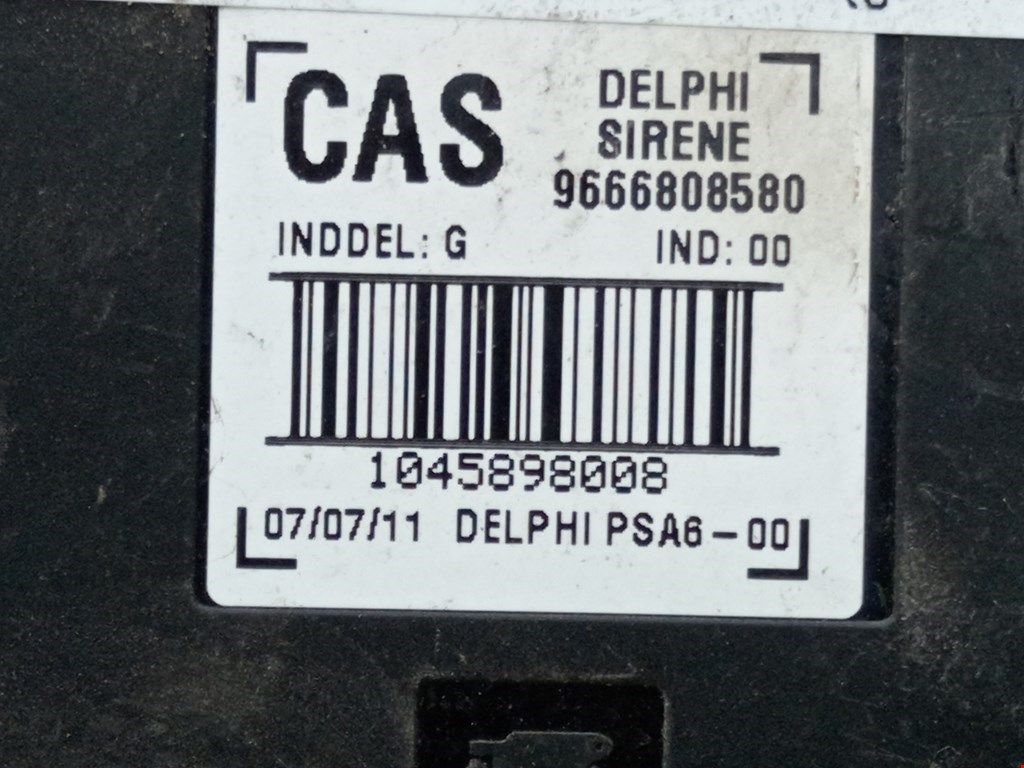 CAS
DELPHI
SIRENE
9666808580
INDDEL: G
IND: 00
1045898008
07/07/11 DELPHI PSA6-00